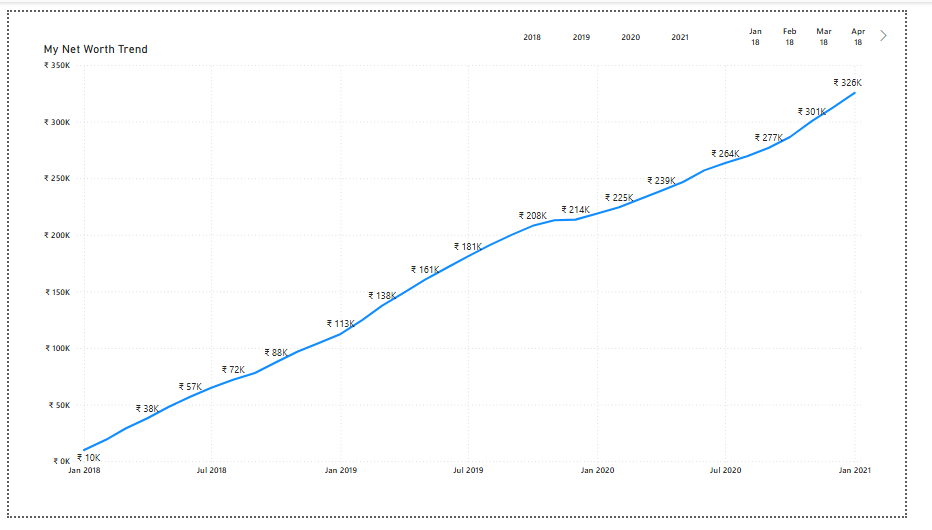 My Net Worth Trend
2018 2019 2020 2021
Jan 18 Feb 18 Mar 18 Apr 18
₹ 350K
₹ 326K
₹ 301K
₹ 300K
₹ 277K
₹ 264K
₹ 250K
₹ 239K
₹ 225K
₹ 214K
₹ 208K
₹ 200K
₹ 181K
₹ 161K
₹ 150K
₹ 138K
₹ 113K
₹ 100K
₹ 88K
₹ 72K
₹ 57K
₹ 50K
₹ 38K
₹ 0K
₹ 10K
Jan 2018 Jul 2018 Jan 2019 Jul 2019 Jan 2020 Jul 2020 Jan 2021